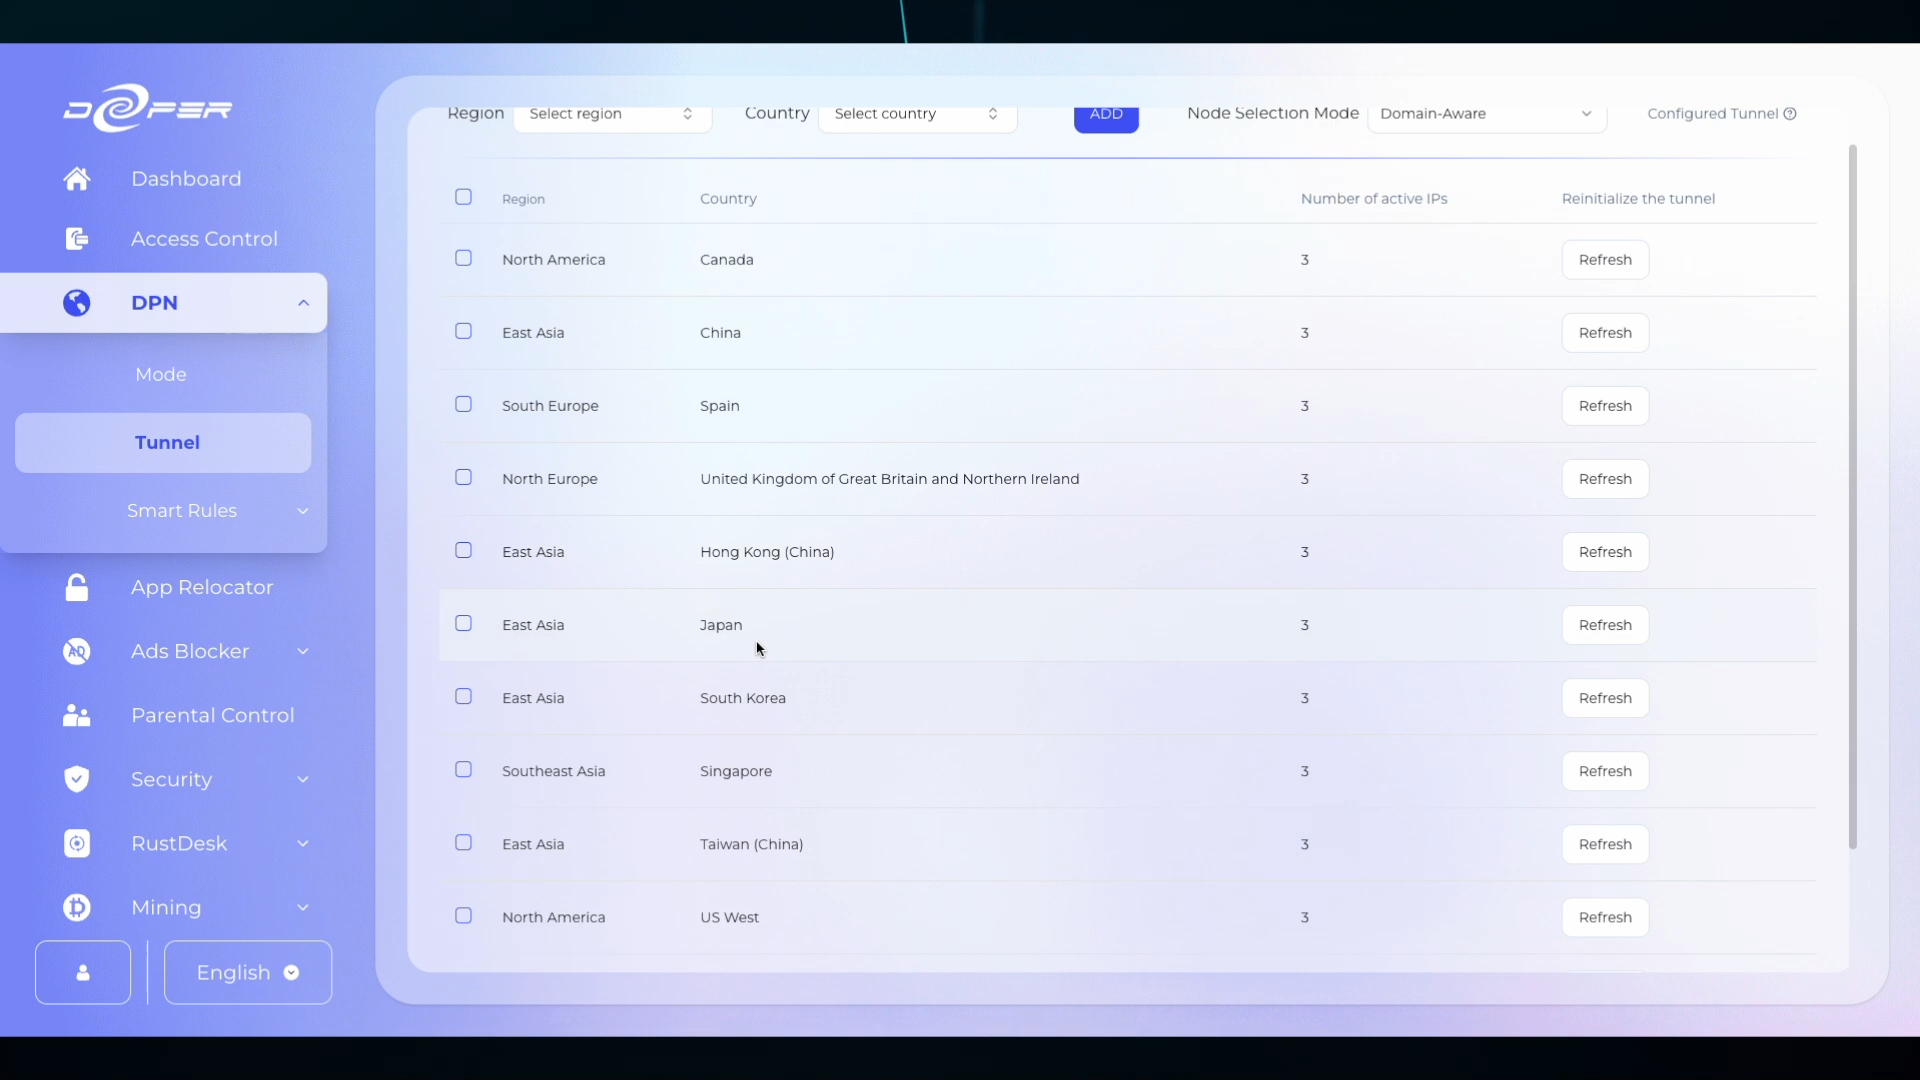 DEEPER
Dashboard
Access Control
DPN
Mode
Tunnel
Smart Rules
App Relocator
Ads Blocker
Parental Control
Security
RustDesk
Mining
English
Region Select region Country Select country ADD Node Selection Mode Domain-Aware Configured Tunnel
Region Country Number of active IPs Reinitialize the tunnel
North America Canada 3 Refresh
East Asia China 3 Refresh
South Europe Spain 3 Refresh
North Europe United Kingdom of Great Britain and Northern Ireland 3 Refresh
East Asia Hong Kong (China) 3 Refresh
East Asia Japan 3 Refresh
East Asia South Korea 3 Refresh
Southeast Asia Singapore 3 Refresh
East Asia Taiwan (China) 3 Refresh
North America US West 3 Refresh